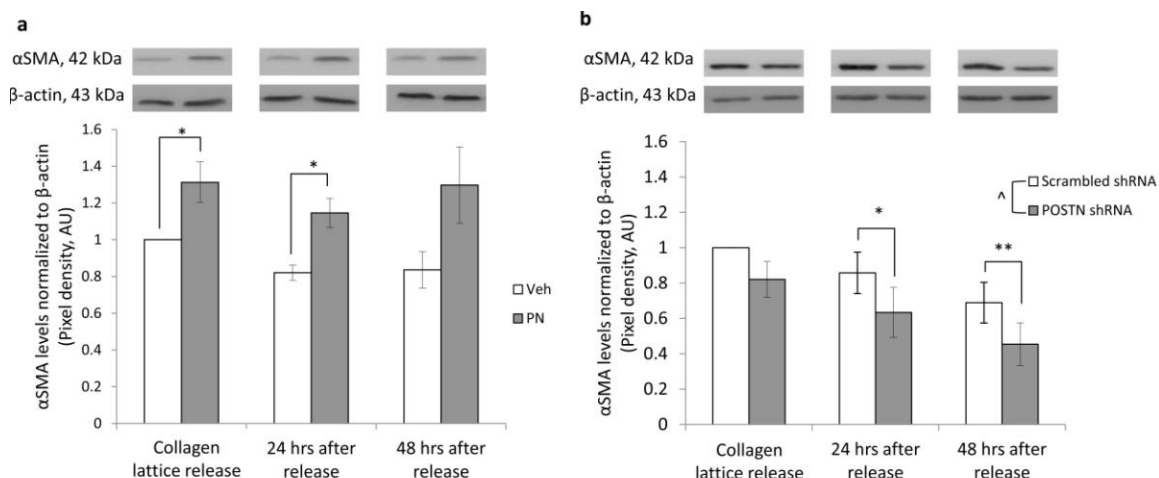 a
αSMA, 42 kDa
β-actin, 43 kDa
αSMA levels normalized to β-actin
(Pixel density, AU)
1.6
1.4
1.2
1
0.8
0.6
0.4
0.2
0
*
*
Veh
PN
Collagen
lattice release
24 hrs after
release
48 hrs after
release
b
αSMA, 42 kDa
β-actin, 43 kDa
αSMA levels normalized to β-actin
(Pixel density, AU)
1.6
1.4
1.2
1
0.8
0.6
0.4
0.2
0
*
**
^
Scrambled shRNA
POSTN shRNA
Collagen
lattice release
24 hrs after
release
48 hrs after
release